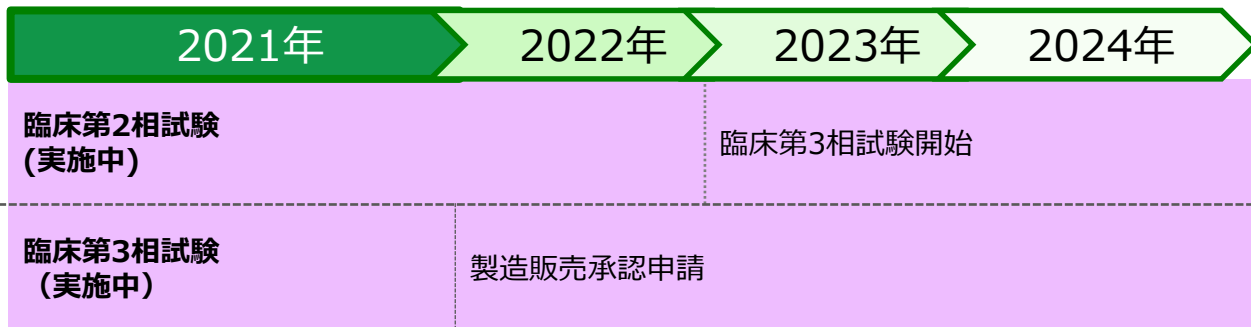 2021年 2022年 2023年 2024年
臨床第2相試験
(実施中)
臨床第3相試験開始
臨床第3相試験
（実施中）
製造販売承認申請